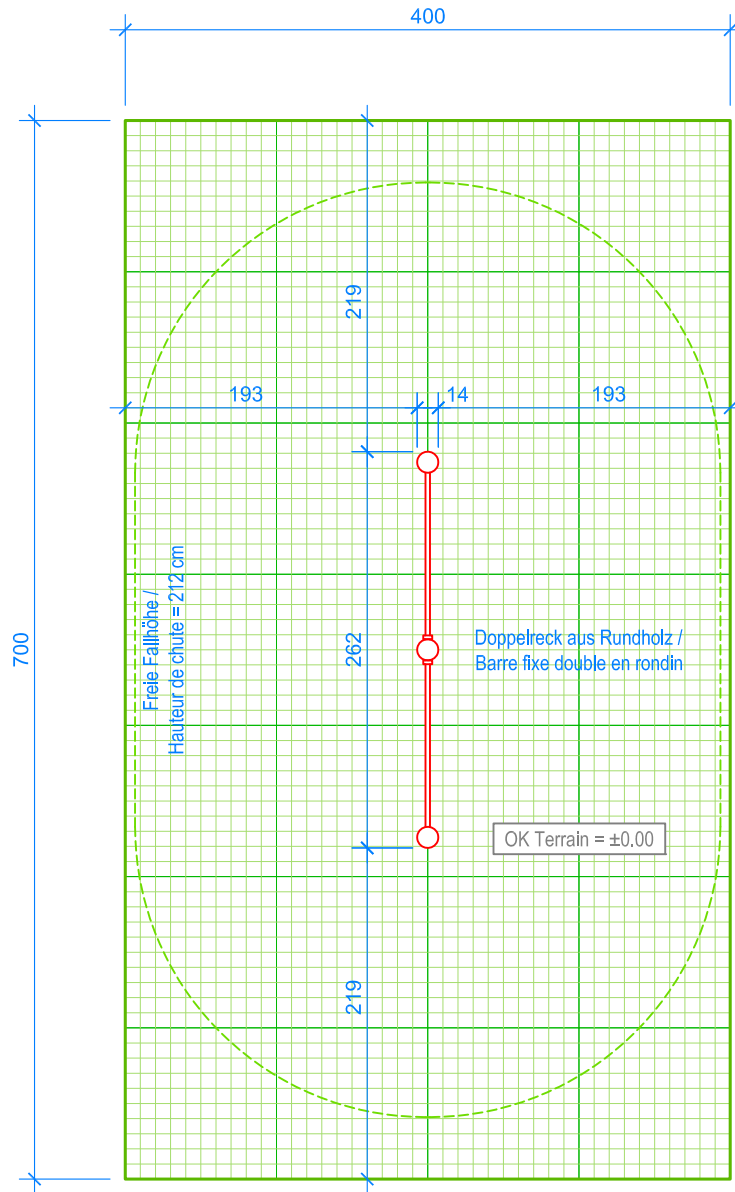 400
219
193
14
193
Freie Fallhöhe /
Hauteur de chute = 212 cm
700
262
Doppelreck aus Rundholz /
Barre fixe double en rondin
OK Terrain = ±0.00
219